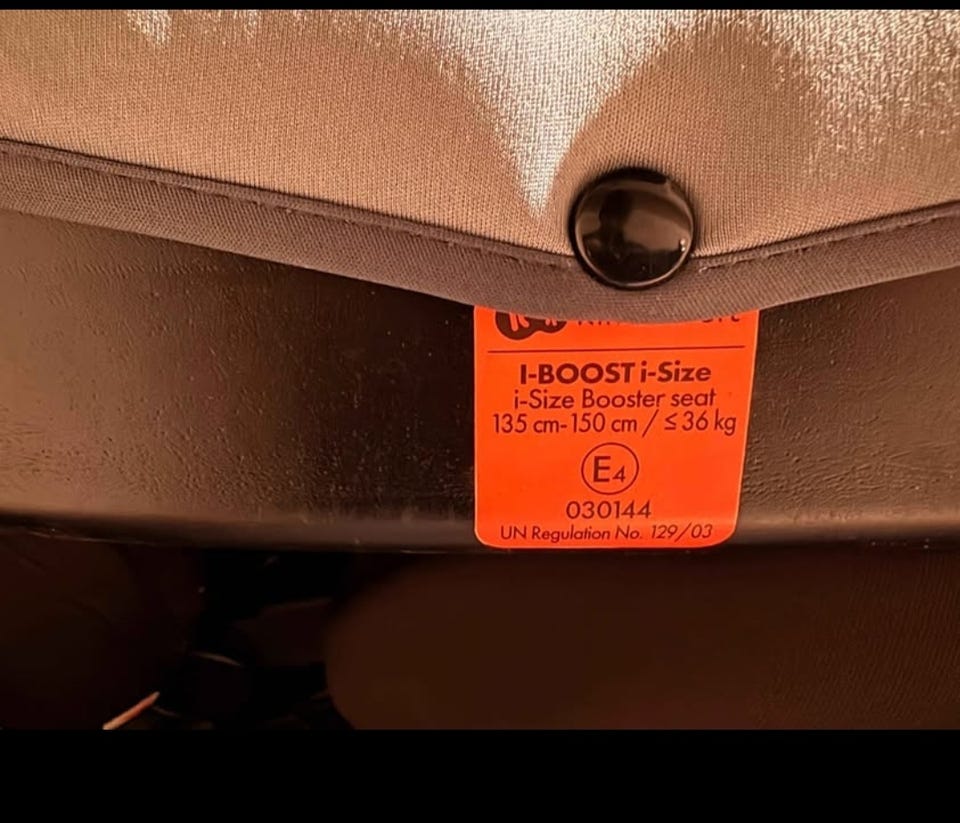 I-BOOST i-Size
i-Size Booster seat
135 cm-150 cm / ≤ 36 kg
E4
030144
UN Regulation No. 129/03